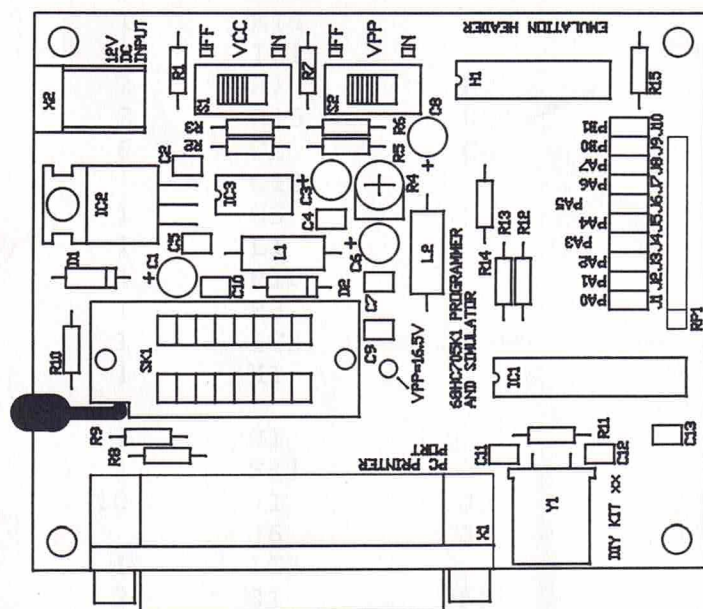 EMULATION HEADER
12V
DC
INPUT
X2
R1
OFF
VCC
ON
S1
R7
OFF
VPP
ON
S2
C8
H1
R15
R3
R2
R6
R5
R4
C2
IC3
C3
C4
IC2
C5
L1
C6
L2
D1
C1
C10
D2
C7
C9
R14
R13
R12
PB1
PB0
PA7
PA6
PA5
PA4
PA3
PA2
PA1
PA0
J1 J2 J3 J4 J5 J6 J7 J8 J9 J10
RP1
R10
SK1
VPP=16.5V
68HC705K1 PROGRAMMER
AND SIMULATOR
IC1
R9
R8
PC PRINTER
PORT
C11
R11
C12
C13
X1
Y1
DIY KIT XX